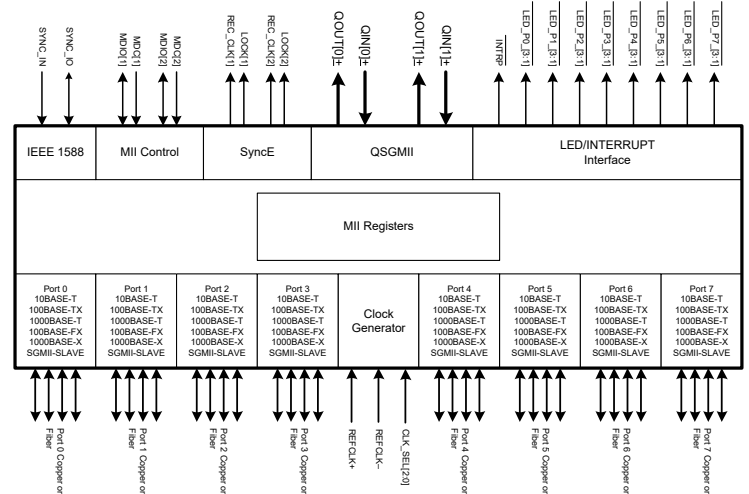 SYNC_IN
SYNC_IO
MDIO[1]
MDC[1]
MDIO[2]
MDC[2]
REC_CLK[1]
LOCK[1]
REC_CLK[2]
LOCK[2]
QOUT[0]±
QIN[0]±
QOUT[1]±
QIN[1]±
INTRP
LED_P0_[3:1]
LED_P1_[3:1]
LED_P2_[3:1]
LED_P3_[3:1]
LED_P4_[3:1]
LED_P5_[3:1]
LED_P6_[3:1]
LED_P7_[3:1]
IEEE 1588
MII Control
SyncE
QSGMII
LED/INTERRUPT
Interface
MII Registers
Port 0
10BASE-T
100BASE-TX
1000BASE-T
100BASE-FX
1000BASE-X
SGMII-SLAVE
Port 1
10BASE-T
100BASE-TX
1000BASE-T
100BASE-FX
1000BASE-X
SGMII-SLAVE
Port 2
10BASE-T
100BASE-TX
1000BASE-T
100BASE-FX
1000BASE-X
SGMII-SLAVE
Port 3
10BASE-T
100BASE-TX
1000BASE-T
100BASE-FX
1000BASE-X
SGMII-SLAVE
Clock
Generator
Port 4
10BASE-T
100BASE-TX
1000BASE-T
100BASE-FX
1000BASE-X
SGMII-SLAVE
Port 5
10BASE-T
100BASE-TX
1000BASE-T
100BASE-FX
1000BASE-X
SGMII-SLAVE
Port 6
10BASE-T
100BASE-TX
1000BASE-T
100BASE-FX
1000BASE-X
SGMII-SLAVE
Port 7
10BASE-T
100BASE-TX
1000BASE-T
100BASE-FX
1000BASE-X
SGMII-SLAVE
Port 0 Copper or
Fiber
Port 1 Copper or
Fiber
Port 2 Copper or
Fiber
Port 3 Copper or
Fiber
REFCLK+
REFCLK–
CLK_SEL[2:0]
Port 4 Copper or
Fiber
Port 5 Copper or
Fiber
Port 6 Copper or
Fiber
Port 7 Copper or
Fiber